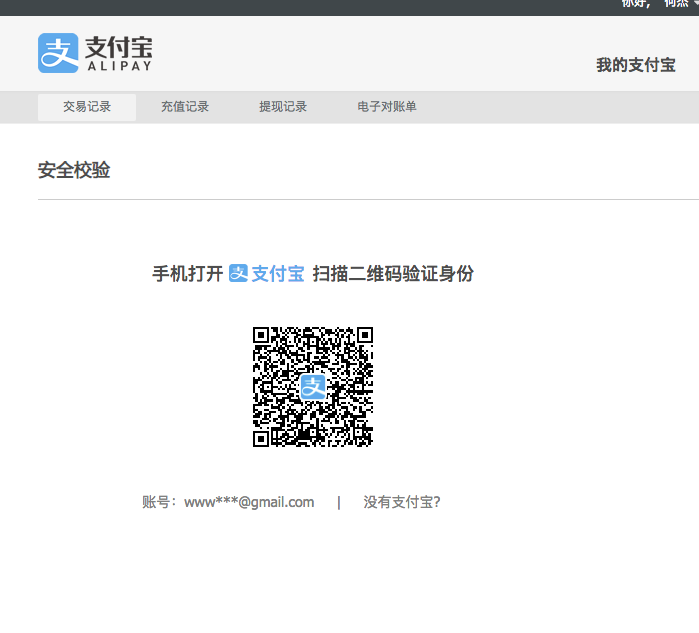 你好， 何杰
支付宝
ALIPAY
我的支付宝
交易记录 充值记录 提现记录 电子对账单
安全校验
手机打开 支付宝 扫描二维码验证身份
支
账号：www***@gmail.com | 没有支付宝?